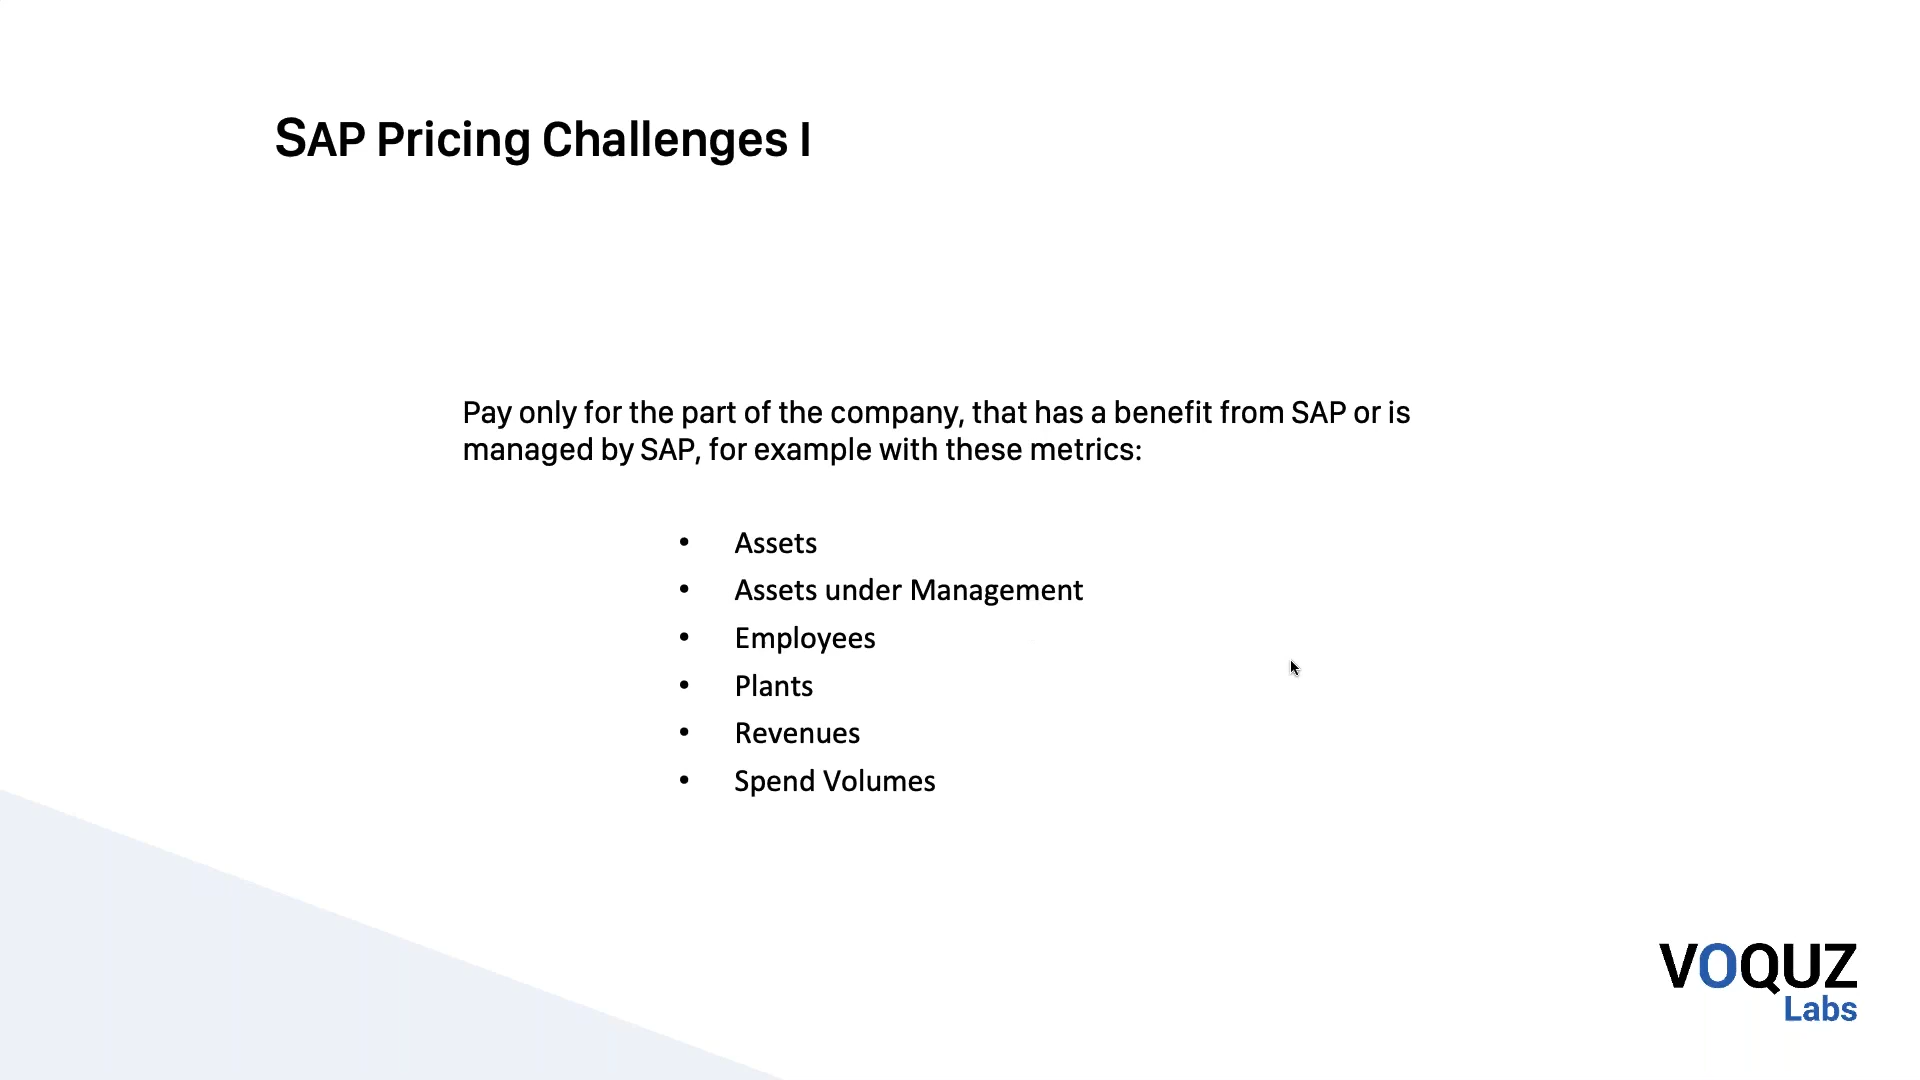 SAP Pricing Challenges I
Pay only for the part of the company, that has a benefit from SAP or is
managed by SAP, for example with these metrics:
• Assets
• Assets under Management
• Employees
• Plants
• Revenues
• Spend Volumes
VOQUZ
Labs